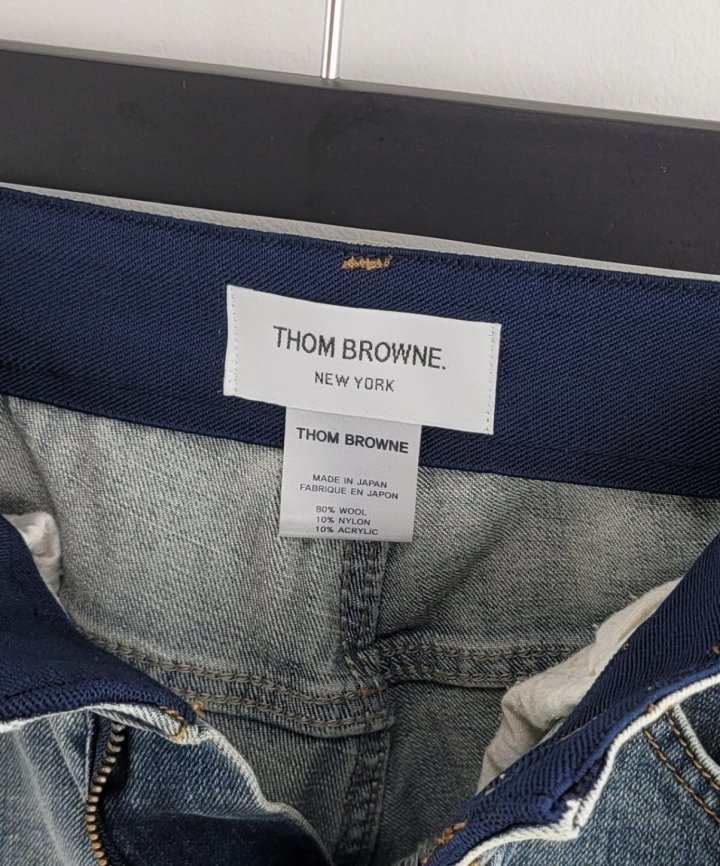 THOM BROWNE.
NEW YORK
THOM BROWNE
MADE IN JAPAN
FABRIQUE EN JAPON
80% WOOL
10% NYLON
10% ACRYLIC